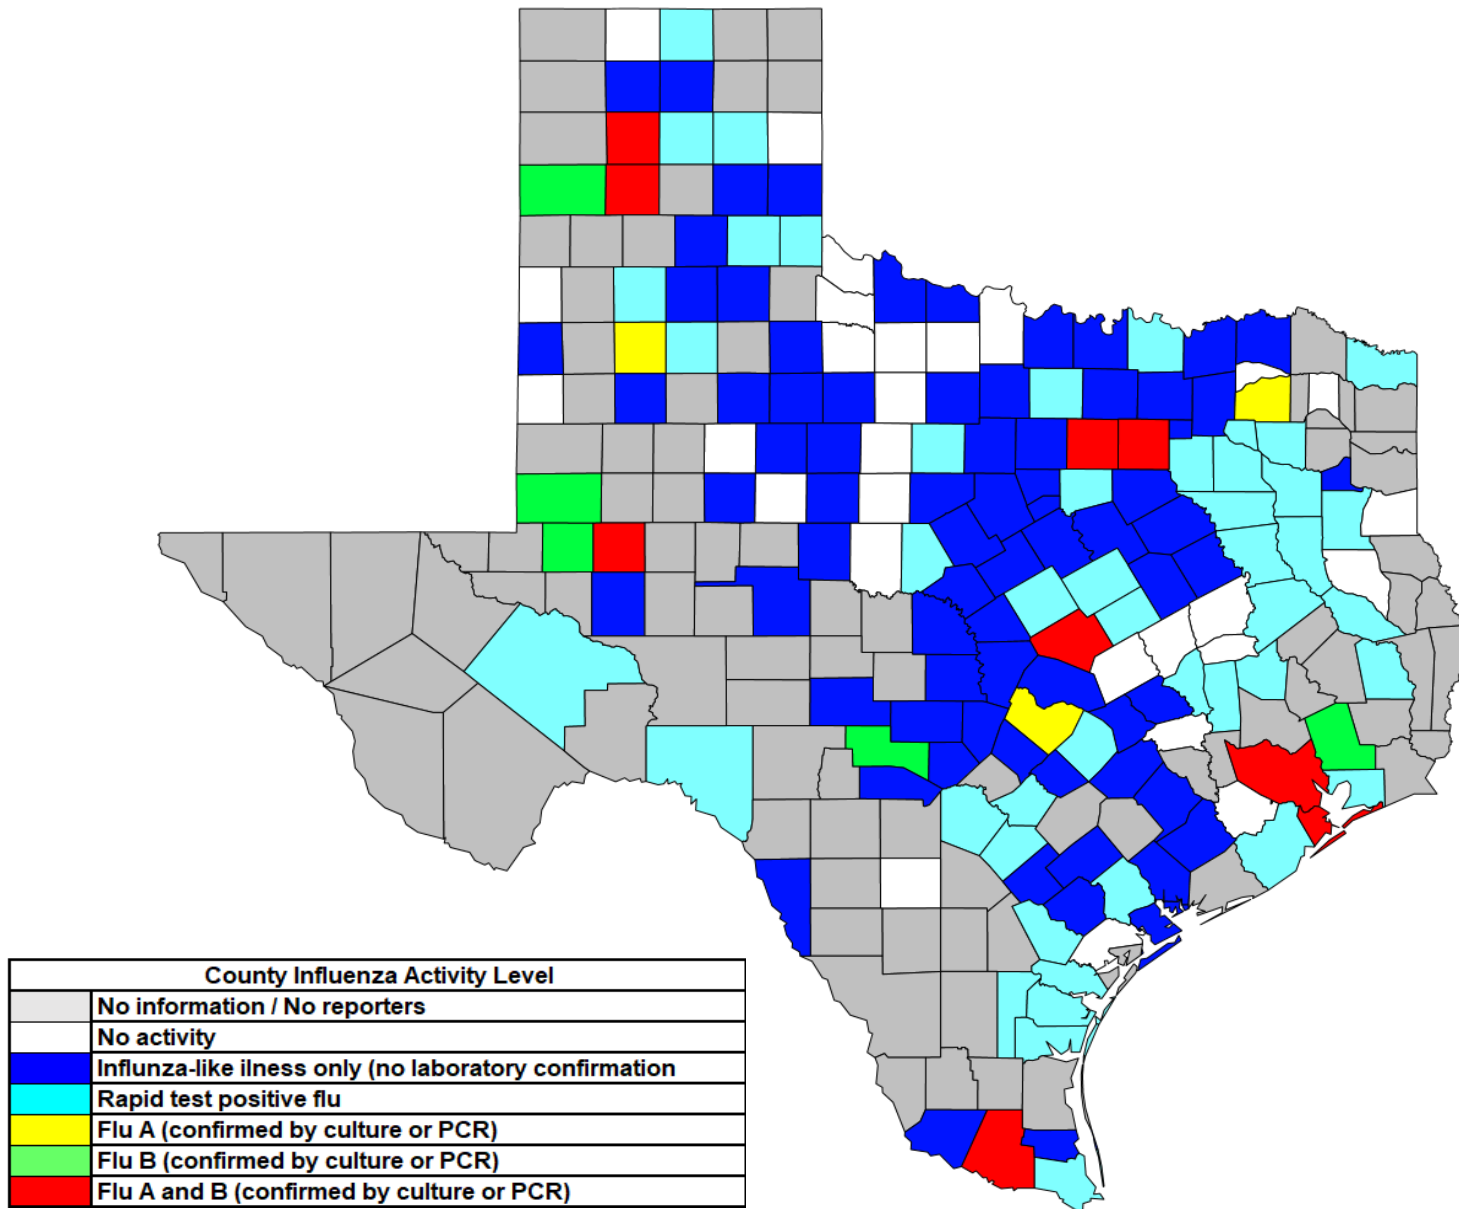 County Influenza Activity Level
No information / No reporters
No activity
Influnza-like ilness only (no laboratory confirmation
Rapid test positive flu
Flu A (confirmed by culture or PCR)
Flu B (confirmed by culture or PCR)
Flu A and B (confirmed by culture or PCR)